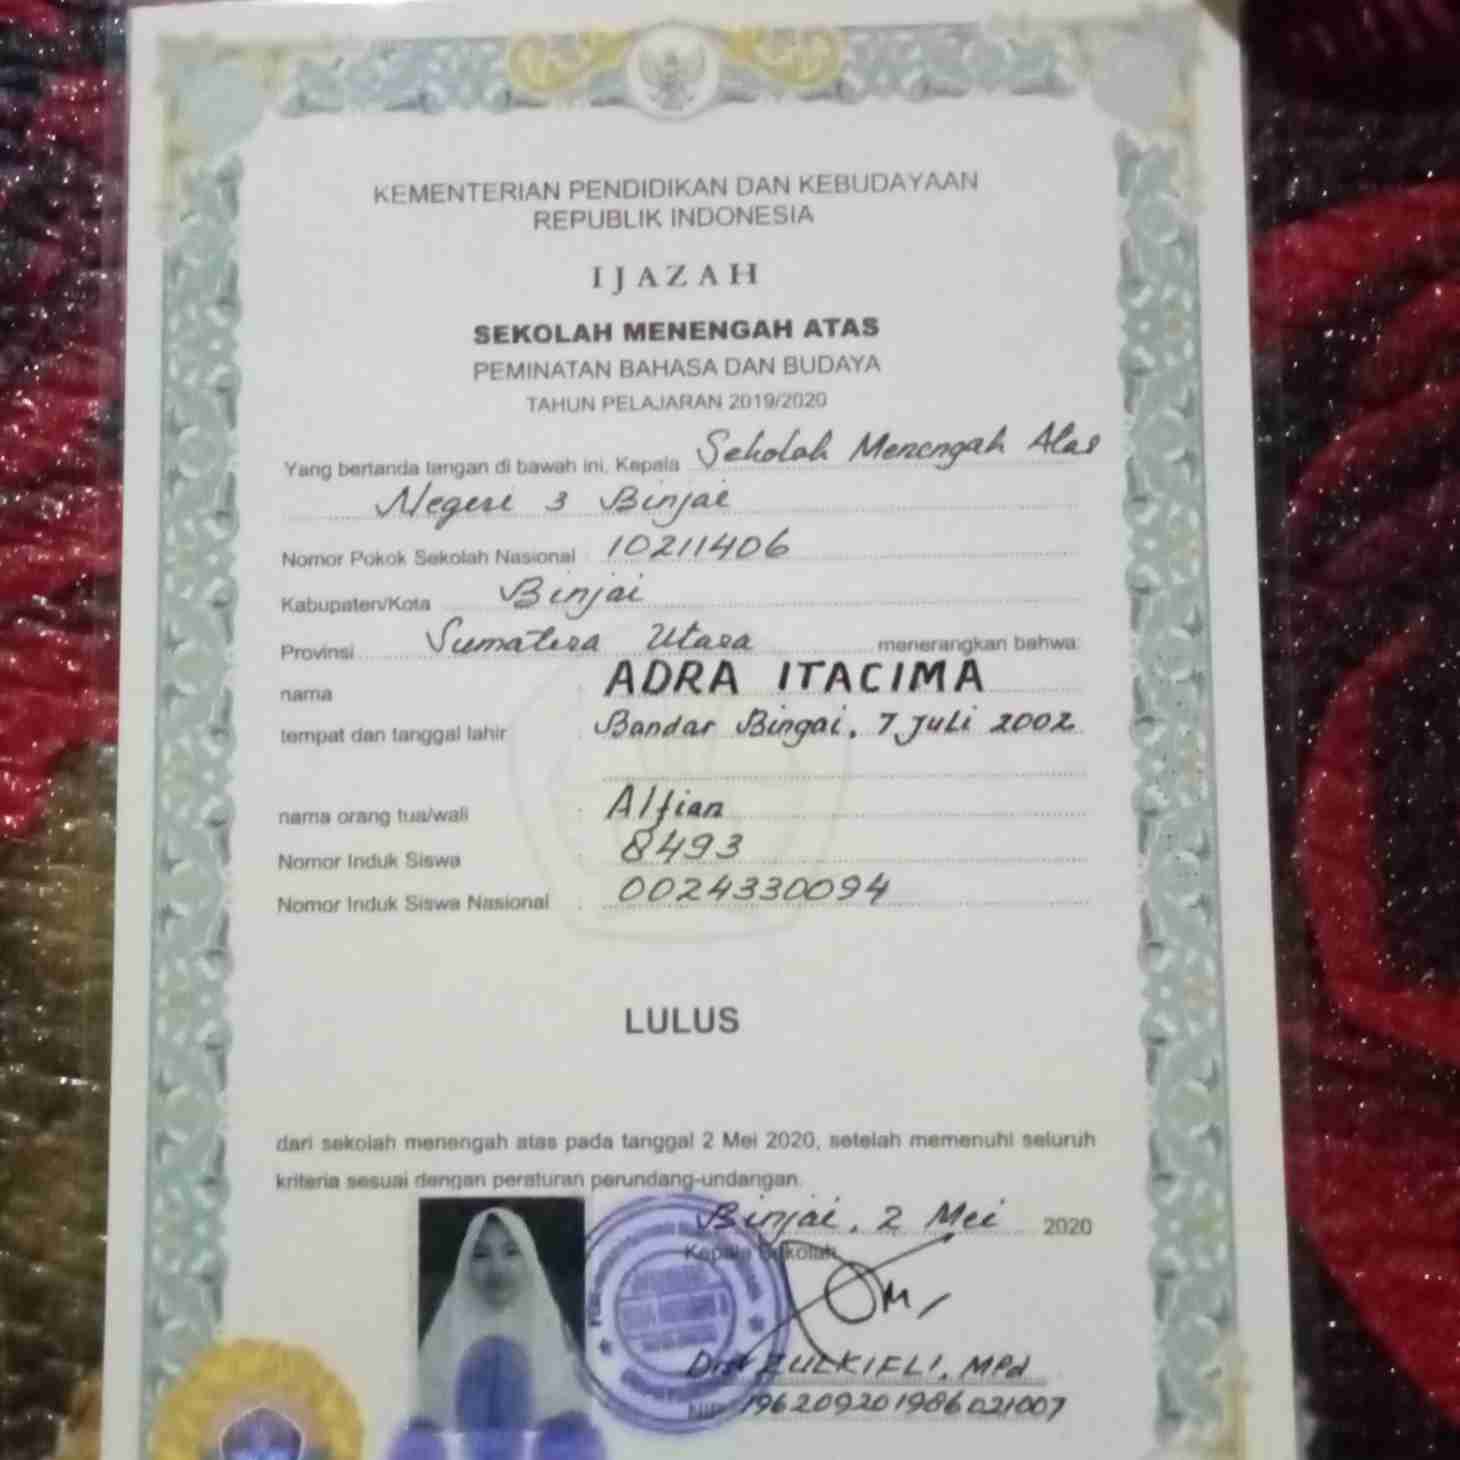 KEMENTERIAN PENDIDIKAN DAN KEBUDAYAAN
REPUBLIK INDONESIA
IJAZAH
SEKOLAH MENENGAH ATAS
PEMINATAN BAHASA DAN BUDAYA
TAHUN PELAJARAN 2019/2020
Yang bertanda tangan di bawah ini, Kepala Sekolah Menengah Atas
Negeri 3 Binjai
Nomor Pokok Sekolah Nasional : 10211406
Kabupaten/Kota Binjai
Provinsi Sumatera Utara menerangkan bahwa:
nama : ADRA ITACIMA
tempat dan tanggal lahir : Bandar Bingai, 7 Juli 2002
nama orang tua/wali : Alfian
Nomor Induk Siswa : 8493
Nomor Induk Siswa Nasional : 0024330094
LULUS
dari sekolah menengah atas pada tanggal 2 Mei 2020, setelah memenuhi seluruh
kriteria sesuai dengan peraturan perundang-undangan.
Binjai, 2 Mei 2020
Kepala Sekolah
ZULKIFLI, MPd
NIP 196209201986021007